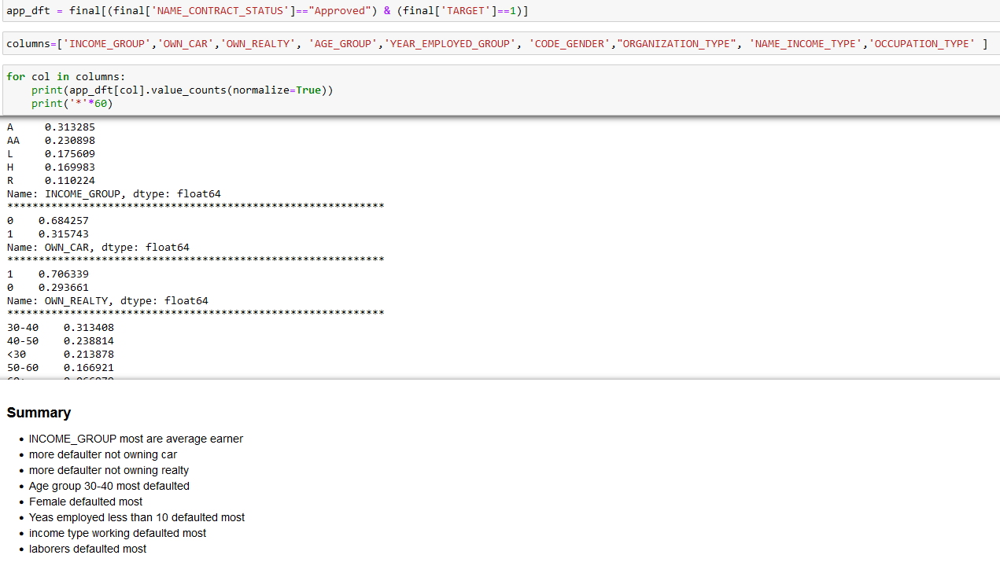 app_dft = final[(final['NAME_CONTRACT_STATUS']=="Approved") & (final['TARGET']==1)]
columns=['INCOME_GROUP','OWN_CAR','OWN_REALTY', 'AGE_GROUP','YEAR_EMPLOYED_GROUP', 'CODE_GENDER',"ORGANIZATION_TYPE", 'NAME_INCOME_TYPE','OCCUPATION_TYPE' ]
for col in columns:
    print(app_dft[col].value_counts(normalize=True))
    print('*'*60)
A     0.313285
AA    0.230898
L     0.175609
H     0.169983
R     0.110224
Name: INCOME_GROUP, dtype: float64
************************************************************
0    0.684257
1    0.315743
Name: OWN_CAR, dtype: float64
************************************************************
1    0.706339
0    0.293661
Name: OWN_REALTY, dtype: float64
************************************************************
30-40    0.313408
40-50    0.238814
<30      0.213878
50-60    0.166921
Summary
• INCOME_GROUP most are average earner
• more defaulter not owning car
• more defaulter not owning realty
• Age group 30-40 most defaulted
• Female defaulted most
• Yeas employed less than 10 defaulted most
• income type working defaulted most
• laborers defaulted most